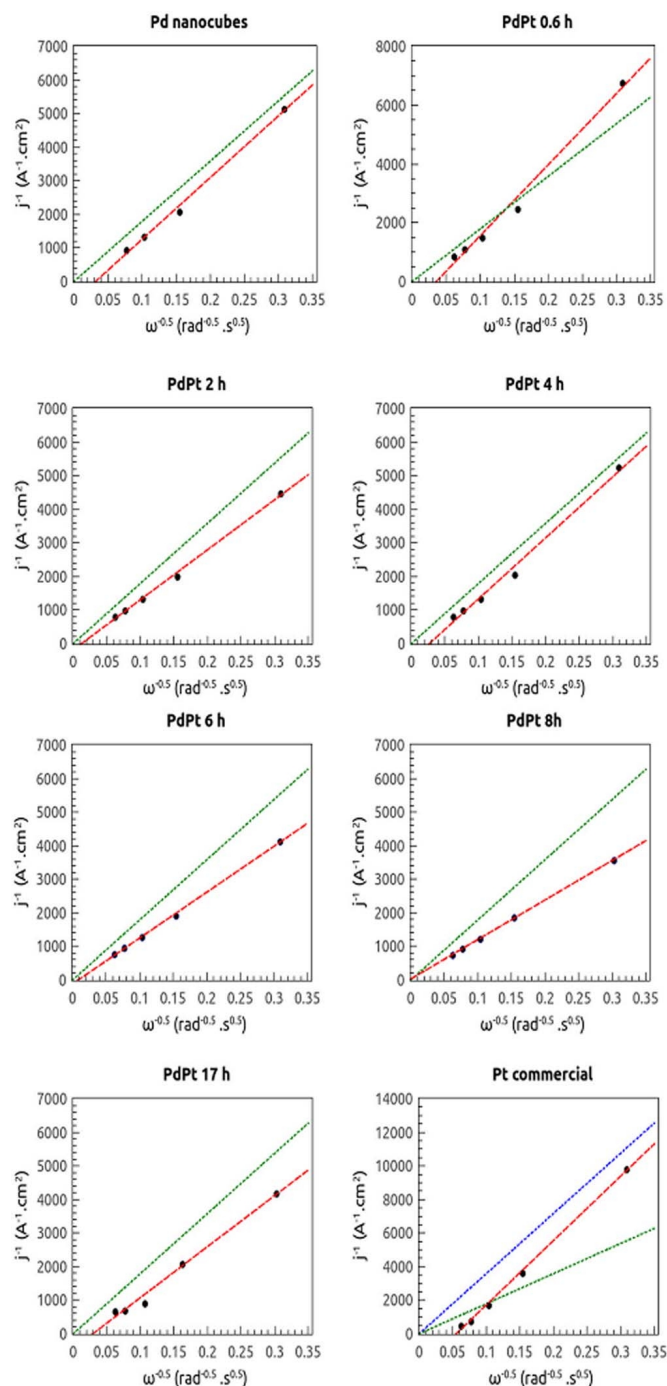 Pd nanocubes
7000
6000
5000
4000
3000
2000
1000
0
0 0.05 0.1 0.15 0.2 0.25 0.3 0.35
j⁻¹ (A⁻¹.cm²)
ω⁻⁰·⁵ (rad⁻⁰·⁵ .s⁰·⁵)
PdPt 0.6 h
8000
6000
4000
2000
0
0 0.05 0.1 0.15 0.2 0.25 0.3 0.35
j⁻¹ (A⁻¹.cm²)
ω⁻⁰·⁵ (rad⁻⁰·⁵ .s⁰·⁵)
PdPt 2 h
7000
6000
5000
4000
3000
2000
1000
0
0 0.05 0.1 0.15 0.2 0.25 0.3 0.35
j⁻¹ (A⁻¹.cm²)
ω⁻⁰·⁵ (rad⁻⁰·⁵ .s⁰·⁵)
PdPt 4 h
7000
6000
5000
4000
3000
2000
1000
0
0 0.05 0.1 0.15 0.2 0.25 0.3 0.35
j⁻¹ (A⁻¹.cm²)
ω⁻⁰·⁵ (rad⁻⁰·⁵ .s⁰·⁵)
PdPt 6 h
7000
6000
5000
4000
3000
2000
1000
0
0 0.05 0.1 0.15 0.2 0.25 0.3 0.35
j⁻¹ (A⁻¹.cm²)
ω⁻⁰·⁵ (rad⁻⁰·⁵ .s⁰·⁵)
PdPt 8h
7000
6000
5000
4000
3000
2000
1000
0
0 0.05 0.1 0.15 0.2 0.25 0.3 0.35
j⁻¹ (A⁻¹.cm²)
ω⁻⁰·⁵ (rad⁻⁰·⁵ .s⁰·⁵)
PdPt 17 h
7000
6000
5000
4000
3000
2000
1000
0
0 0.05 0.1 0.15 0.2 0.25 0.3 0.35
j⁻¹ (A⁻¹.cm²)
ω⁻⁰·⁵ (rad⁻⁰·⁵ .s⁰·⁵)
Pt commercial
14000
12000
10000
8000
6000
4000
2000
0
0 0.05 0.1 0.15 0.2 0.25 0.3 0.35
j⁻¹ (A⁻¹.cm²)
ω⁻⁰·⁵ (rad⁻⁰·⁵ .s⁰·⁵)